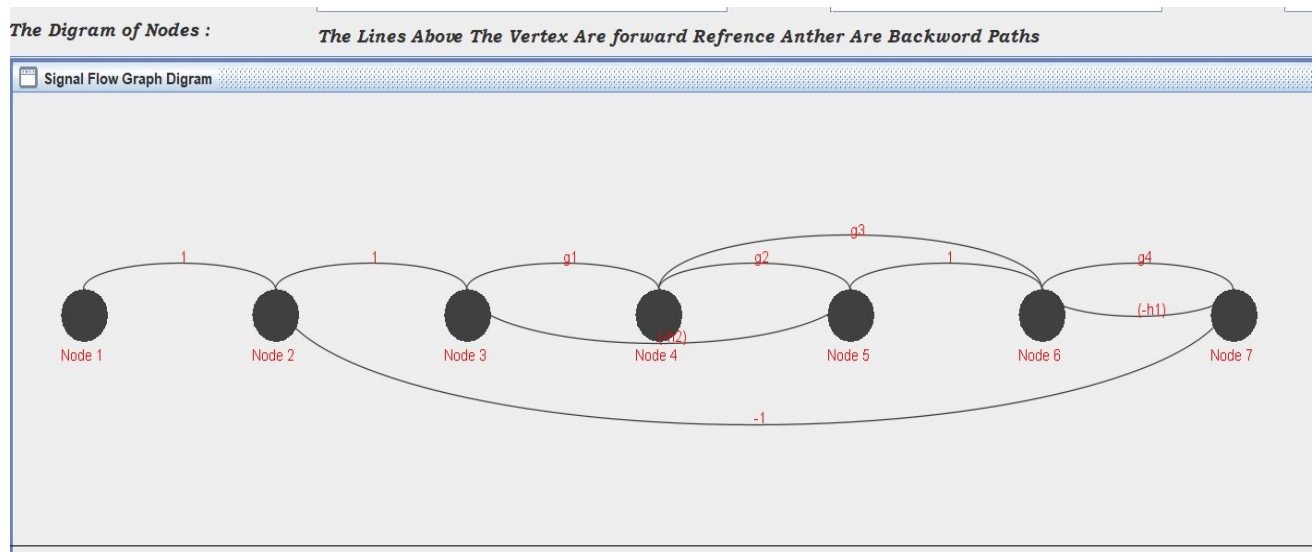 The Digram of Nodes :
The Lines Above The Vertex Are forward Refrence Anther Are Backword Paths
Signal Flow Graph Digram
g3
1
1
g1
g2
1
g4
(-h1)
Node 1
Node 2
Node 3
Node 4
Node 5
Node 6
Node 7
-1